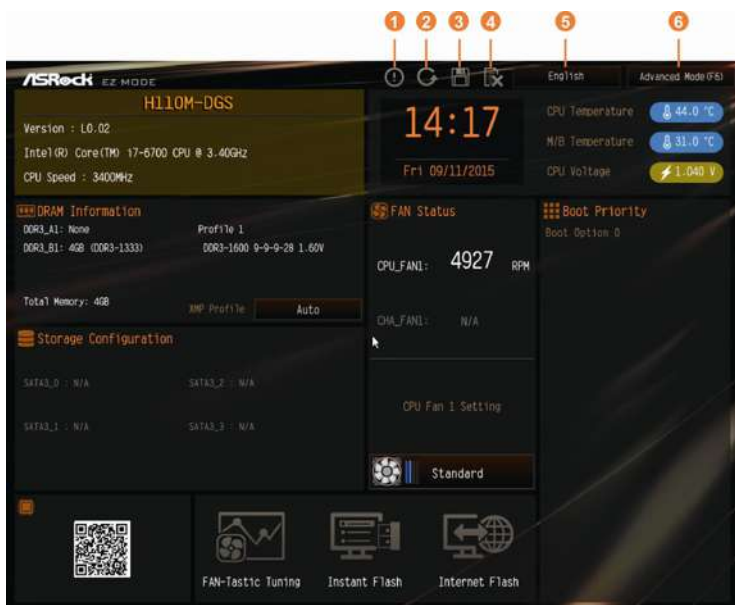 1 2 3 4 5 6
ASRock EZ MODE
English
Advanced Mode(F6)
H110M-DGS
Version : L0.02
Intel(R) Core(TM) i7-6700 CPU @ 3.40GHz
CPU Speed : 3400MHz
14:17
Fri 09/11/2015
CPU Temperature 44.0 °C
M/B Temperature 31.0 °C
CPU Voltage 1.040 V
DRAM Information
DDR3_A1: None
DDR3_B1: 4GB (DDR3-1333)
Profile 1
DDR3-1600 9-9-9-28 1.60V
Total Memory: 4GB
XMP Profile Auto
FAN Status
CPU_FAN1: 4927 RPM
CHA_FAN1: N/A
CPU Fan 1 Setting
Standard
Boot Priority
Boot Option 0
Storage Configuration
SATA3_0 : N/A SATA3_2 : N/A
SATA3_1 : N/A SATA3_3 : N/A
FAN-Tastic Tuning
Instant Flash
Internet Flash